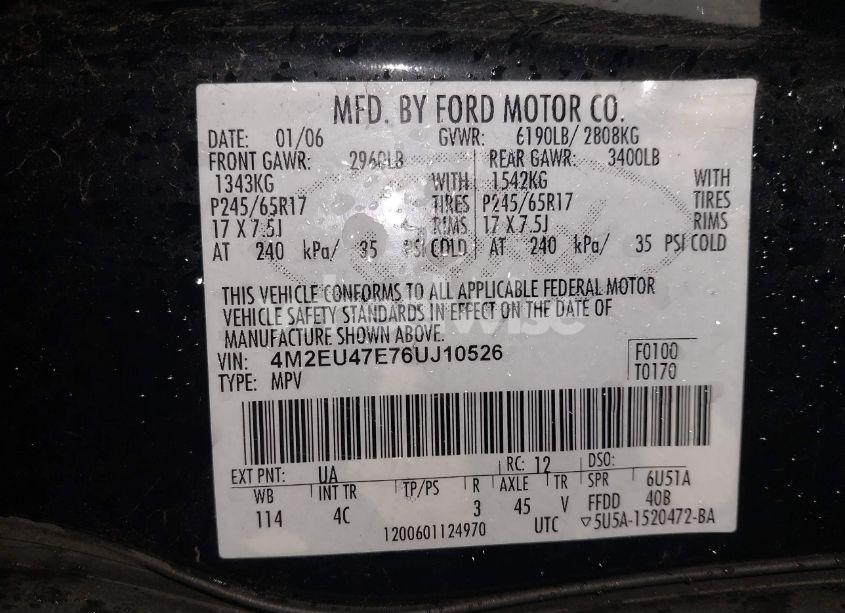 MFD. BY FORD MOTOR CO.
DATE: 01/06 GVWR: 6190LB/ 2808KG
FRONT GAWR: 2960LB REAR GAWR: 3400LB
1343KG WITH 1542KG WITH
P245/65R17 TIRES P245/65R17 TIRES
17 X 7.5J RIMS 17 X 7.5J RIMS
AT 240 kPa/ 35 PSI COLD AT 240 kPa/ 35 PSI COLD
THIS VEHICLE CONFORMS TO ALL APPLICABLE FEDERAL MOTOR
VEHICLE SAFETY STANDARDS IN EFFECT ON THE DATE OF
MANUFACTURE SHOWN ABOVE.
VIN: 4M2EU47E76UJ10526 F0100
TYPE: MPV T0170
EXT PNT: UA RC: 12 DSO:
WB INT TR TP/PS R AXLE TR SPR 6U51A
114 4C 3 45 V FFDD 40B
1200601124970 UTC ▽5U5A-1520472-BA